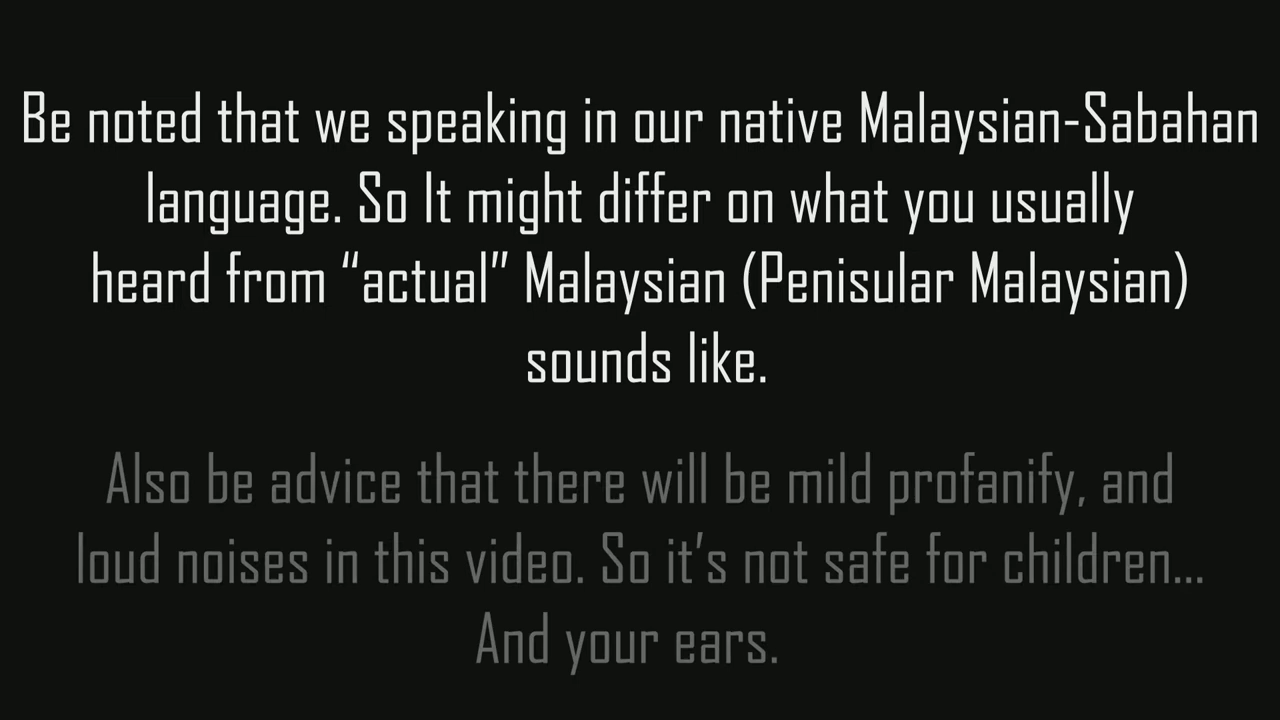 Be noted that we speaking in our native Malaysian-Sabahan
language. So It might differ on what you usually
heard from “actual” Malaysian (Penisular Malaysian)
sounds like.
Also be advice that there will be mild profanify, and
loud noises in this video. So it’s not safe for children...
And your ears.